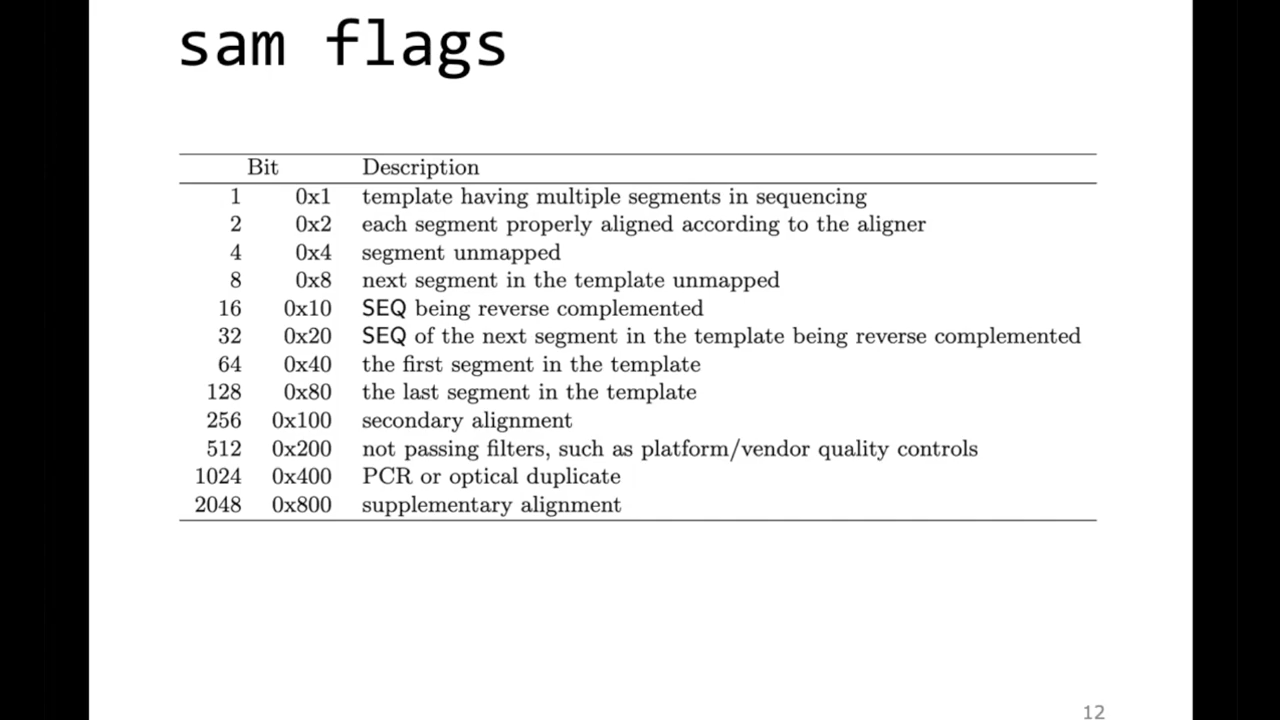 sam flags
Bit Description
1 0x1 template having multiple segments in sequencing
2 0x2 each segment properly aligned according to the aligner
4 0x4 segment unmapped
8 0x8 next segment in the template unmapped
16 0x10 SEQ being reverse complemented
32 0x20 SEQ of the next segment in the template being reverse complemented
64 0x40 the first segment in the template
128 0x80 the last segment in the template
256 0x100 secondary alignment
512 0x200 not passing filters, such as platform/vendor quality controls
1024 0x400 PCR or optical duplicate
2048 0x800 supplementary alignment
12